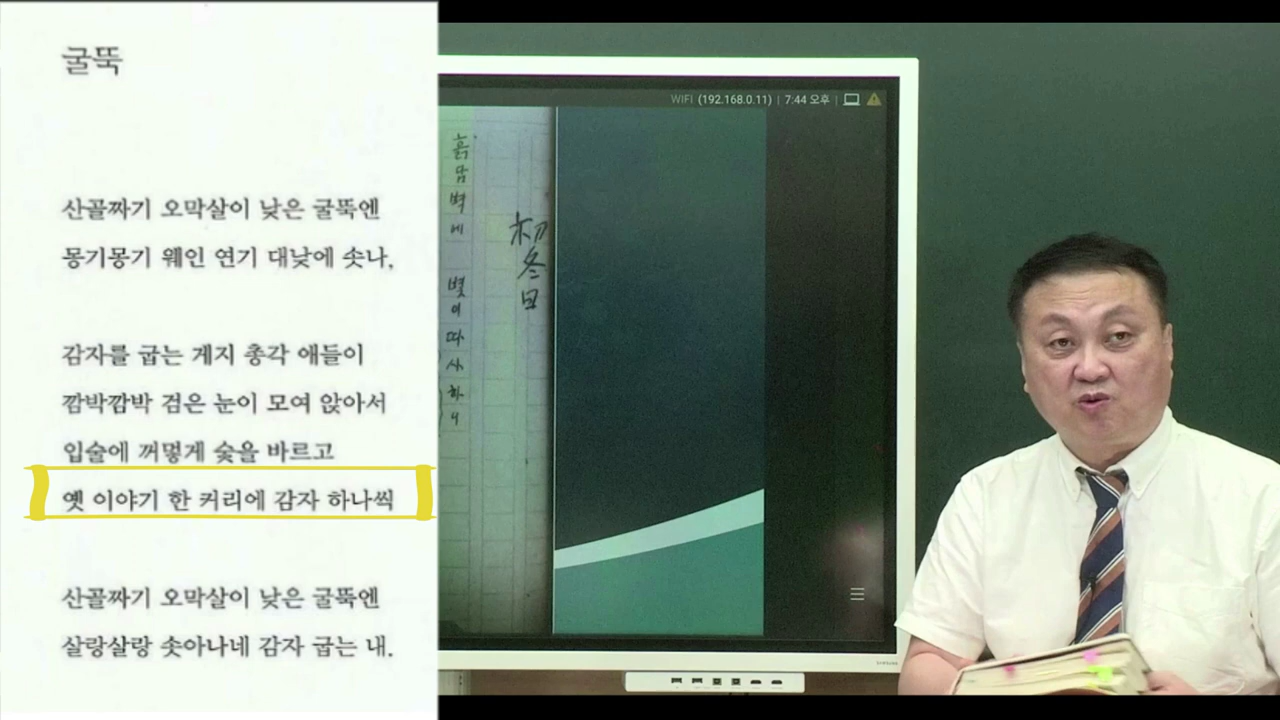 굴뚝
산골짜기 오막살이 낮은 굴뚝엔
몽기몽기 웨인 연기 대낮에 솟나,
감자를 굽는 게지 총각 애들이
깜박깜박 검은 눈이 모여 앉아서
입술에 꺼멓게 숯을 바르고
옛 이야기 한 커리에 감자 하나씩
산골짜기 오막살이 낮은 굴뚝엔
살랑살랑 솟아나네 감자 굽는 내.
WIFI (192.168.0.11) | 7:44 오후
初冬日
흙담벽에 볓이 따사하니
SAMSUNG